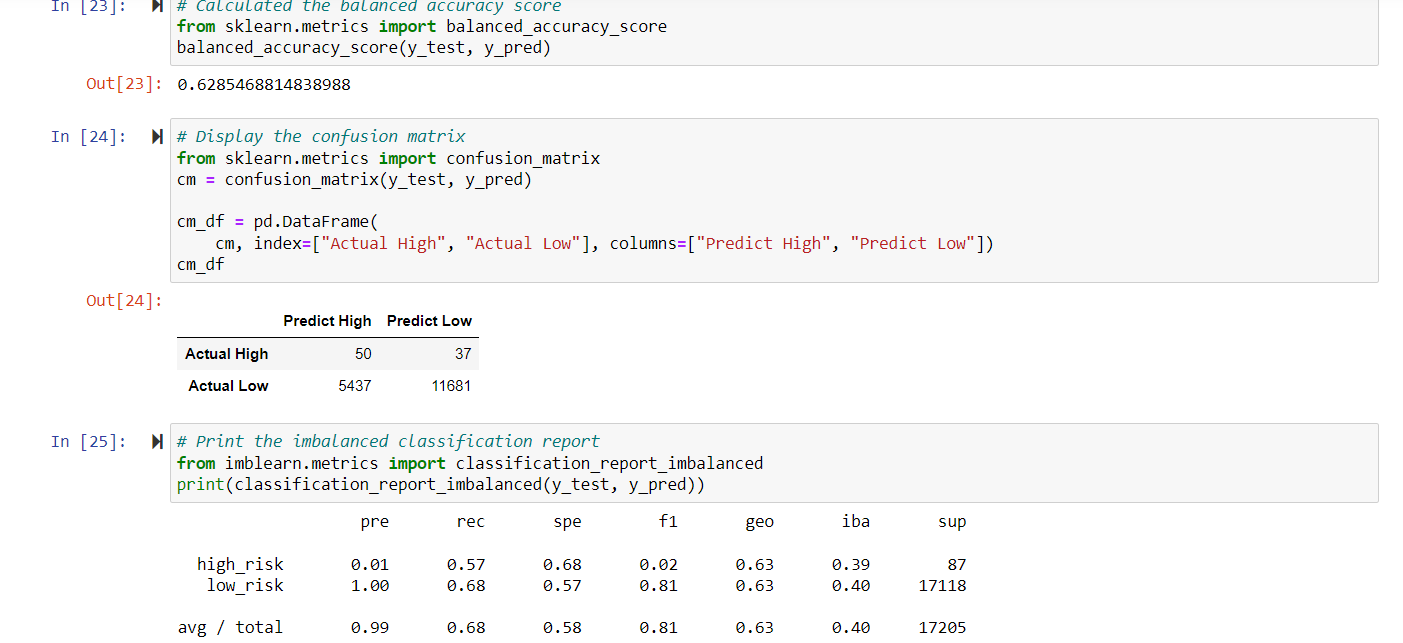 In [23]: # Calculated the balanced accuracy score
from sklearn.metrics import balanced_accuracy_score
balanced_accuracy_score(y_test, y_pred)
Out[23]: 0.6285468814838988
In [24]: # Display the confusion matrix
from sklearn.metrics import confusion_matrix
cm = confusion_matrix(y_test, y_pred)
cm_df = pd.DataFrame(
    cm, index=["Actual High", "Actual Low"], columns=["Predict High", "Predict Low"])
cm_df
Out[24]:
Predict High Predict Low
Actual High 50 37
Actual Low 5437 11681
In [25]: # Print the imbalanced classification report
from imblearn.metrics import classification_report_imbalanced
print(classification_report_imbalanced(y_test, y_pred))
pre rec spe f1 geo iba sup
high_risk 0.01 0.57 0.68 0.02 0.63 0.39 87
low_risk 1.00 0.68 0.57 0.81 0.63 0.40 17118
avg / total 0.99 0.68 0.58 0.81 0.63 0.40 17205